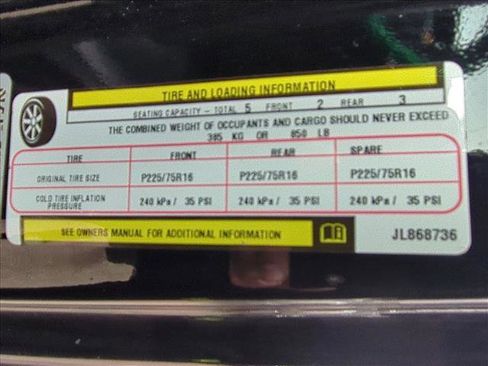 TIRE AND LOADING INFORMATION
SEATING CAPACITY - TOTAL 5 FRONT 2 REAR 3
THE COMBINED WEIGHT OF OCCUPANTS AND CARGO SHOULD NEVER EXCEED
385 KG OR 850 LB
TIRE FRONT REAR SPARE
ORIGINAL TIRE SIZE P225/75R16 P225/75R16 P225/75R16
COLD TIRE INFLATION PRESSURE 240 kPa / 35 PSI 240 kPa / 35 PSI 240 kPa / 35 PSI
SEE OWNERS MANUAL FOR ADDITIONAL INFORMATION JL868736